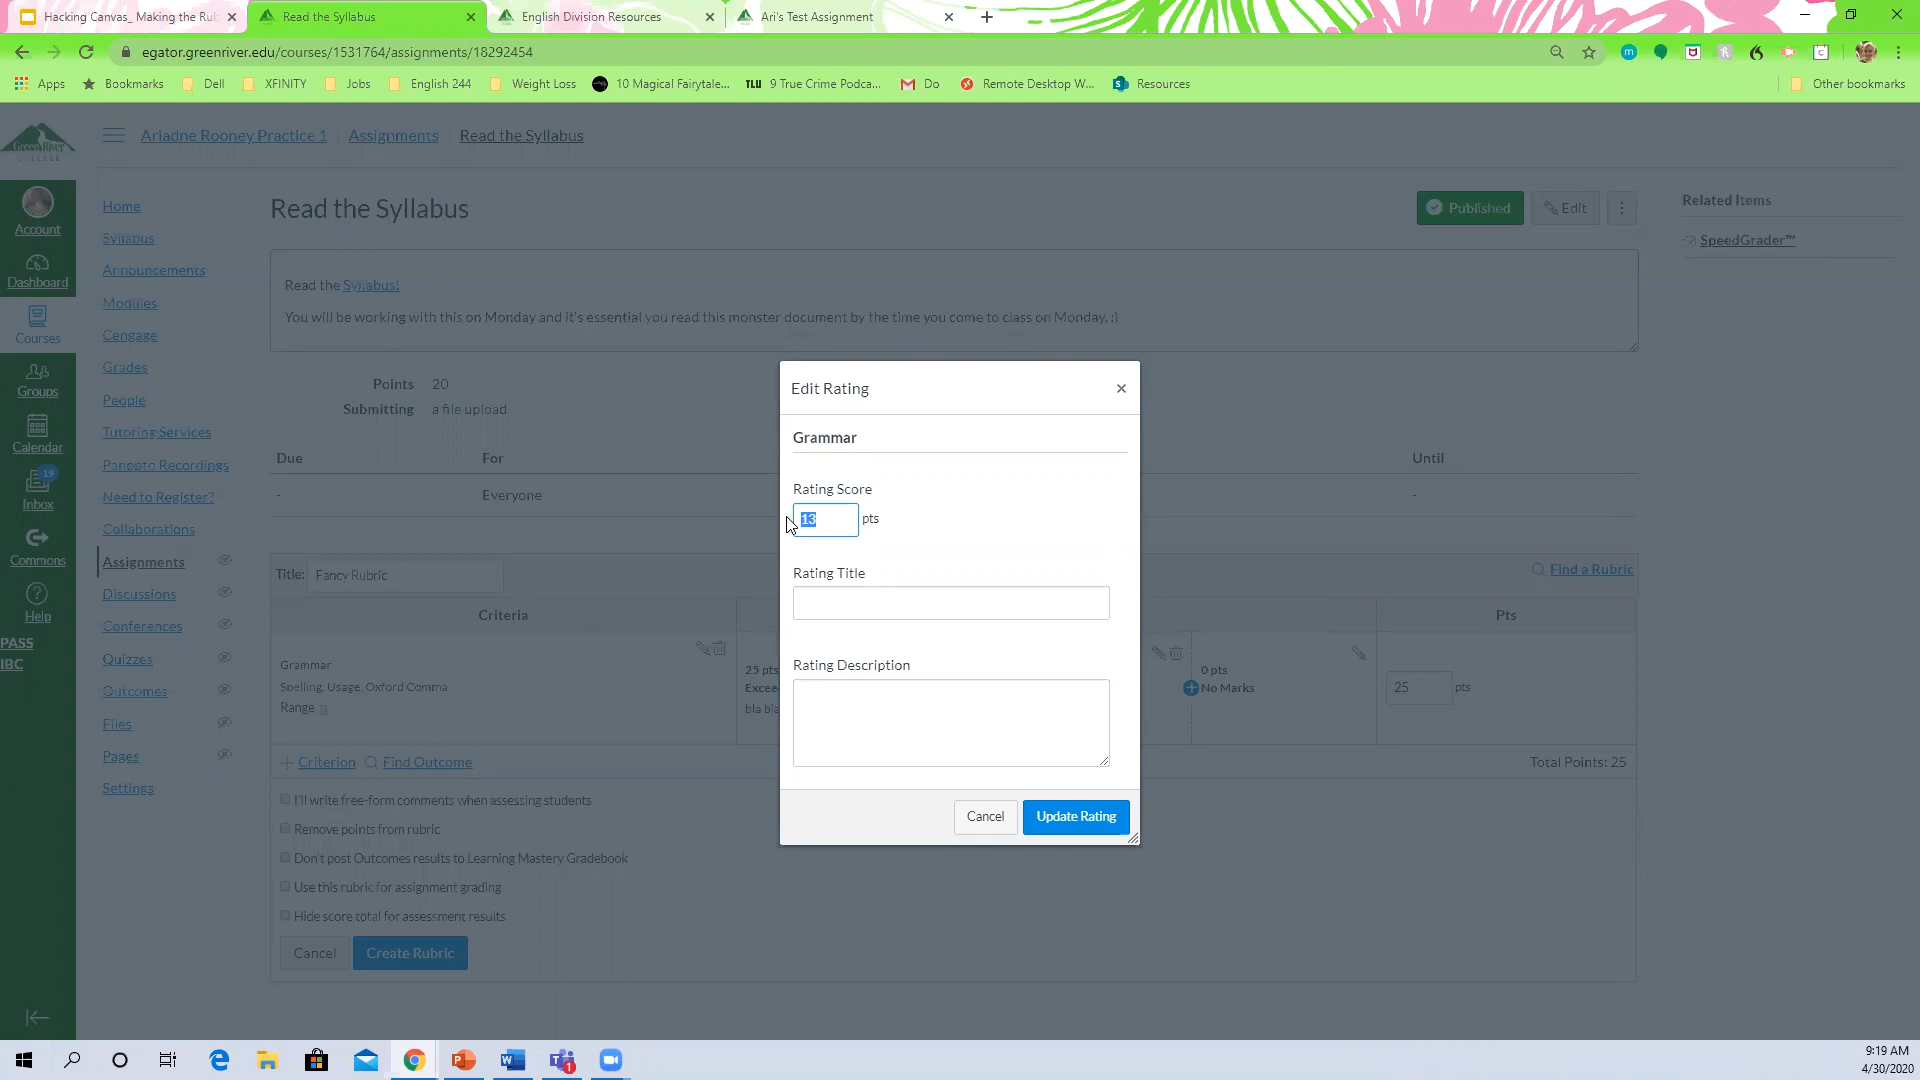 Hacking Canvas_ Making the Rub
Read the Syllabus
English Division Resources
Ari's Test Assignment
egator.greenriver.edu/courses/1531764/assignments/18292454
Apps
Bookmarks
Dell
XFINITY
Jobs
English 244
Weight Loss
10 Magical Fairytale...
TLU
9 True Crime Podca...
Do
Remote Desktop W...
Resources
Other bookmarks
Green River
COLLEGE
Ariadne Rooney Practice 1
Assignments
Read the Syllabus
Account
Dashboard
Courses
Groups
Calendar
19
Inbox
Commons
Help
PASS
IBC
Home
Syllabus
Announcements
Modules
Cengage
Grades
People
Tutoring Services
Panopto Recordings
Need to Register?
Collaborations
Assignments
Discussions
Conferences
Quizzes
Outcomes
Files
Pages
Settings
Read the Syllabus
Published
Edit
Related Items
SpeedGrader™
Read the Syllabus!
You will be working with this on Monday and it's essential you read this monster document by the time you come to class on Monday. :)
Points 20
Submitting a file upload
Due For Until
- Everyone -
Title: Fancy Rubric
Find a Rubric
Criteria Pts
Grammar
Spelling, Usage, Oxford Comma
Range
25 pts
Excee
bla bla
0 pts
No Marks
25 pts
+ Criterion Find Outcome
Total Points: 25
I'll write free-form comments when assessing students
Remove points from rubric
Don't post Outcomes results to Learning Mastery Gradebook
Use this rubric for assignment grading
Hide score total for assessment results
Cancel Create Rubric
Edit Rating
Grammar
Rating Score
13 pts
Rating Title
Rating Description
Cancel Update Rating
1
9:19 AM
4/30/2020